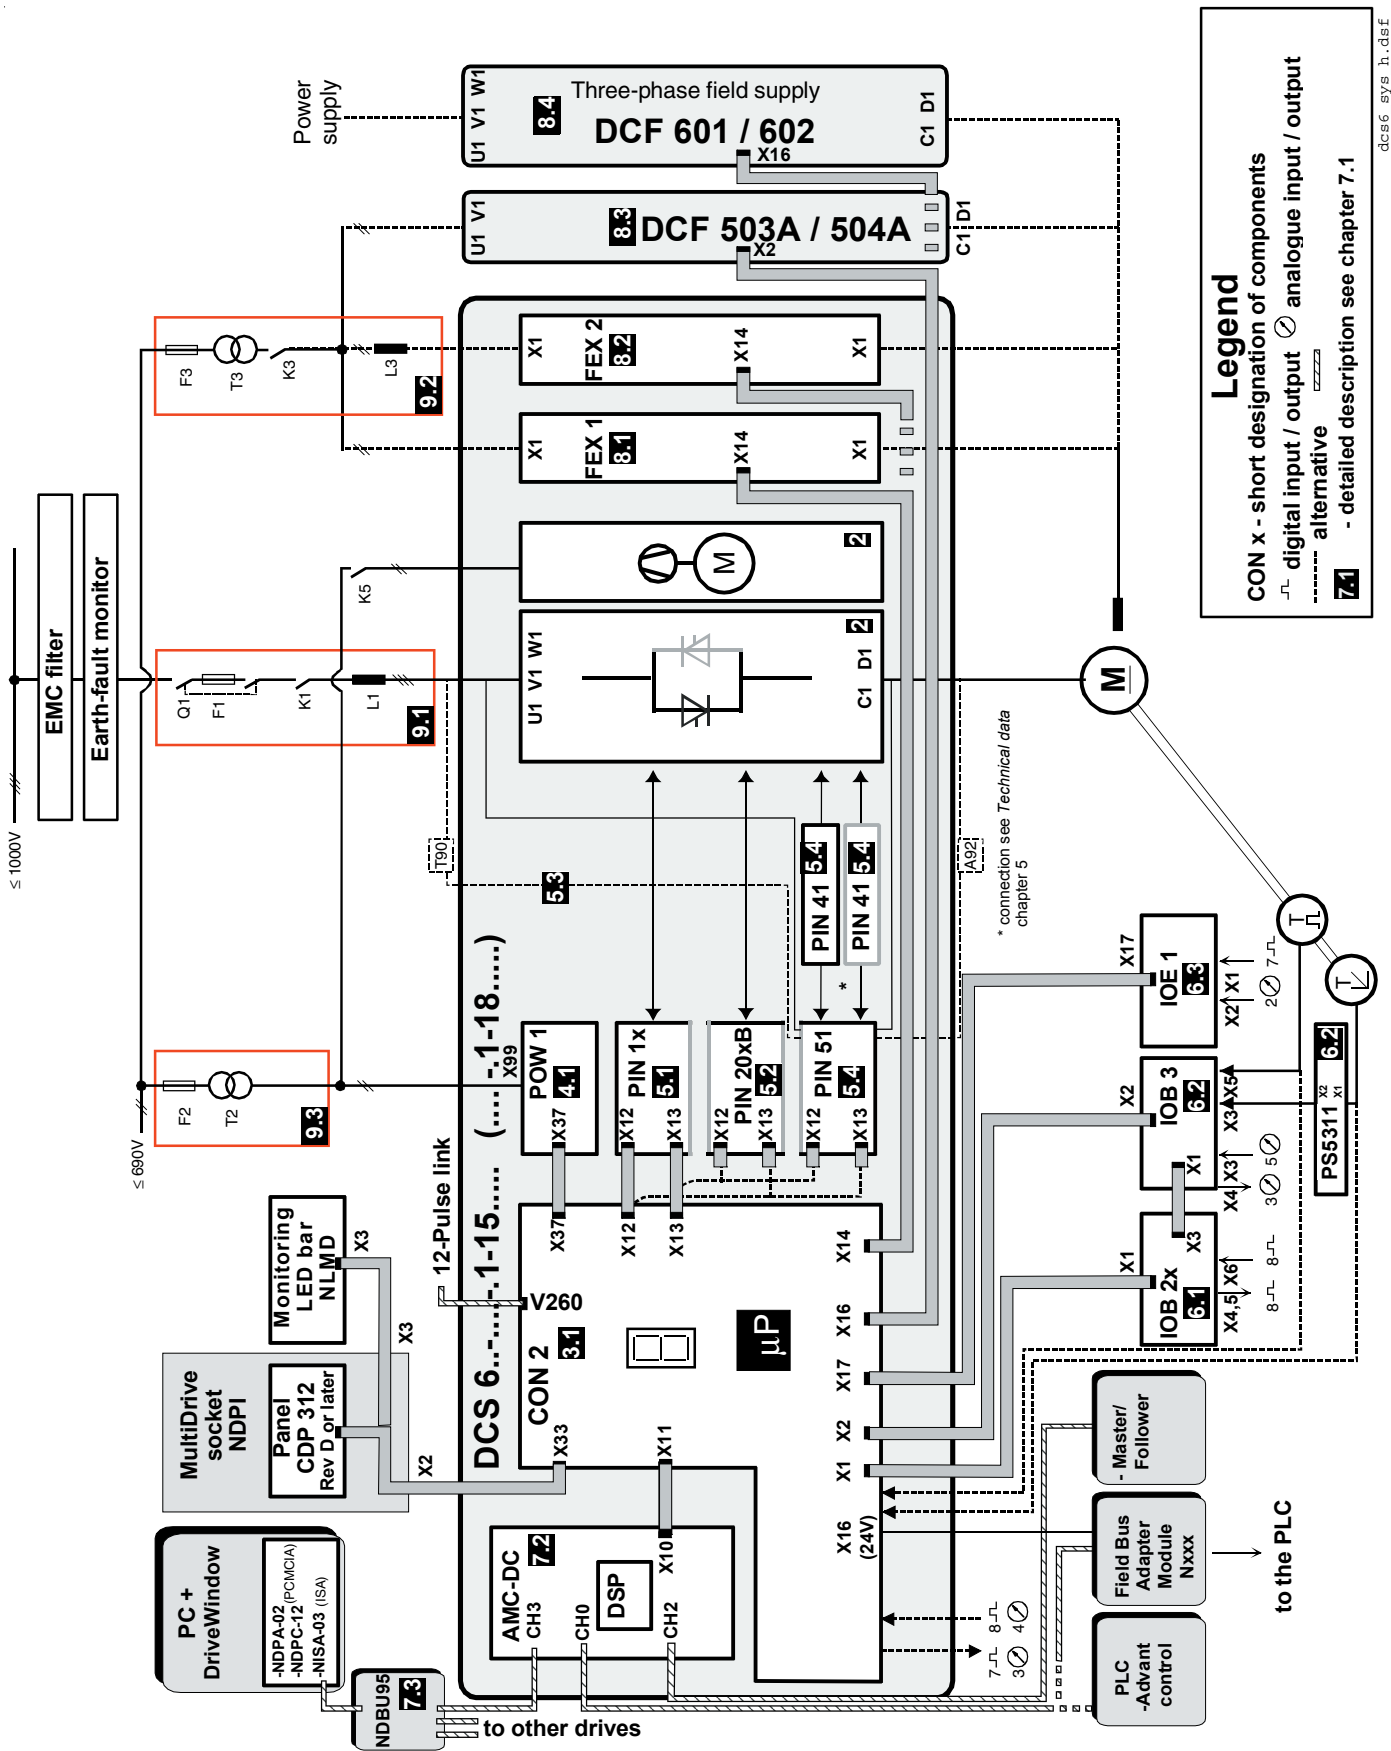 ≤ 1000V
EMC filter
Earth-fault monitor
≤ 690V
Q1
F1
K1
L1
9.1
K5
F3
T3
K3
L3
9.2
F2
T2
9.3
Power
supply
U1 V1 W1
8.4
Three-phase field supply
DCF 601 / 602
X16
C1 D1
U1 V1
8.3
DCF 503A / 504A
X2
C1 D1
X1
FEX 2
8.2
X14
X1
X1
FEX 1
8.1
X14
X1
M
2
U1 V1 W1
2
C1 D1
T90
5.3
A92
PIN 41 5.4
PIN 41 5.4
*
* connection see Technical data
chapter 5
DCS 6..-.....-.1-15..... (....-.1-18.....)
X99
POW 1
4.1
X37
PIN 1x
5.1
X12
X13
PIN 20xB
5.2
X12
X13
PIN 51
5.4
X12
X13
12-Pulse link
V260
CON 2
3.1
µP
X37
X12
X13
X33
X11
X14
X16
X17
X2
X1
X16
(24V)
Monitoring
LED bar
NLMD
X3
X3
MultiDrive
socket
NDPI
Panel
CDP 312
Rev D or later
X2
PC +
DriveWindow
-NDPA-02
-NDPC-12 (PCMCIA)
-NISA-03 (ISA)
NDBU95
7.3
to other drives
AMC-DC
7.2
DSP
X10
CH3
CH0
CH2
7
3
8
4
M
T
T
X17
IOE 1
6.3
X2 X1
2
7
X2
IOB 3
6.2
X1
X4 X3
X3 X5
3
5
PS5311
X2
X1
6.2
X1
IOB 2x
6.1
X3
X4,5 X6
8
8
- Master/
Follower
Field Bus
Adapter
Module
Nxxx
PLC
-Advant
control
to the PLC
Legend
CON x - short designation of components
digital input / output
analogue input / output
alternative
7.1 - detailed description see chapter 7.1
dcs6 sys h.dsf